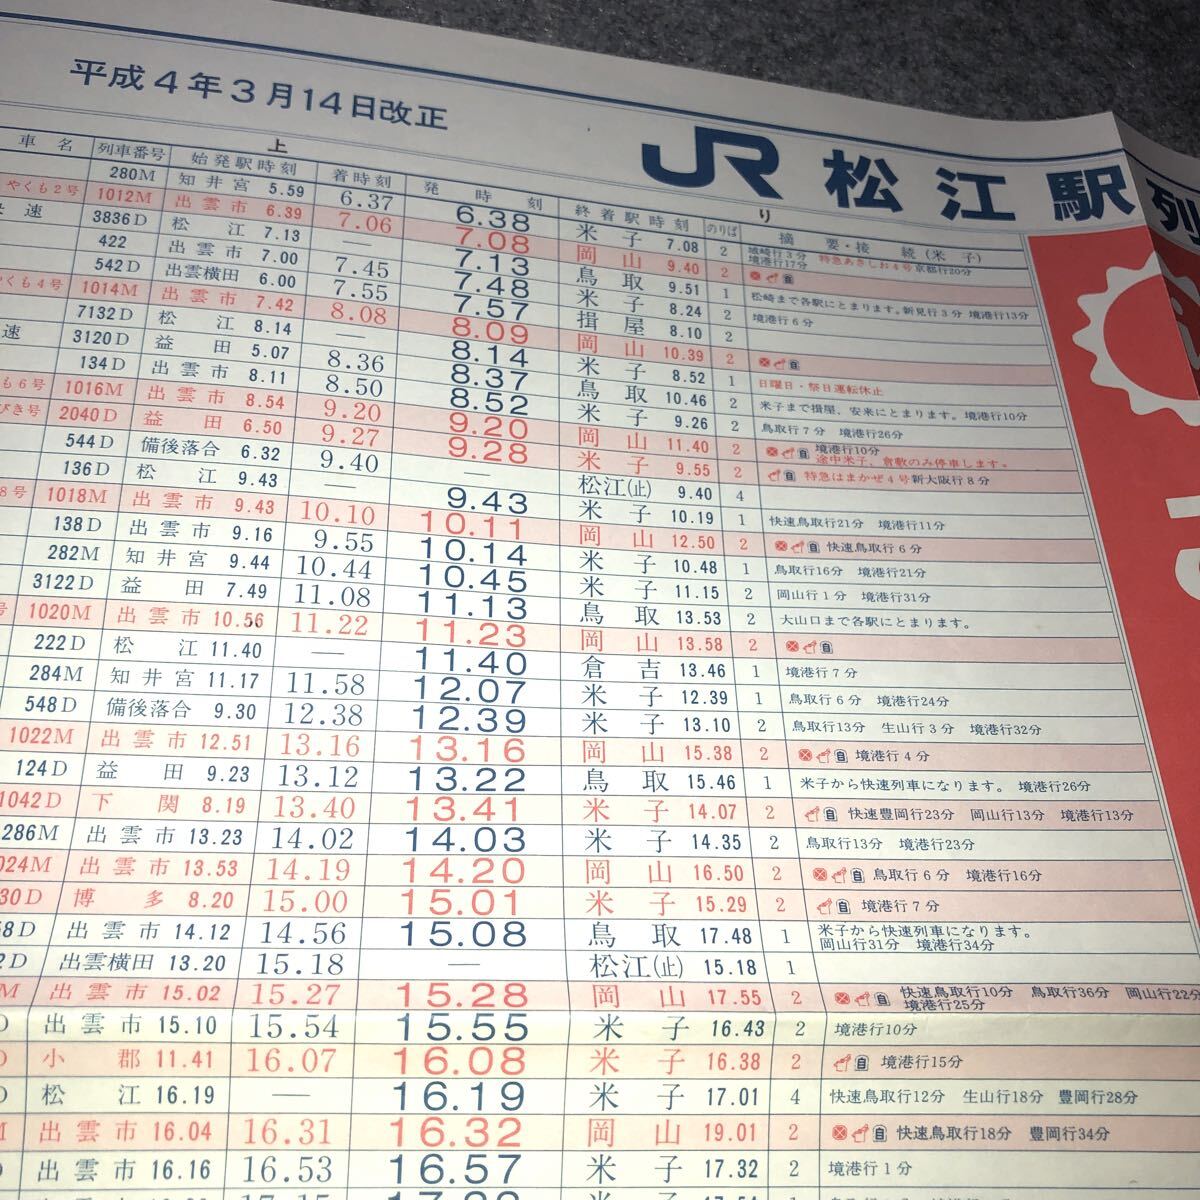 平成4年3月14日改正
JR 松江駅 列
上 り
車名 列車番号 始発駅時刻 着時刻 発時刻 終着駅時刻 のりば 摘要・接続(米子)
280M 知井宮 5.59 6.37 6.38 米子 7.08 2 城崎行3分 特急あさしお4号京都行20分 境港行17分
やくも2号 1012M 出雲市 6.39 7.06 7.08 岡山 9.40 2
快速 3836D 松江 7.13 — 7.13 鳥取 9.51 1 松崎まで各駅にとまります。新見行3分 境港行13分
422 出雲市 7.00 7.45 7.48 米子 8.24 2 境港行6分
542D 出雲横田 6.00 7.55 7.57 揖屋 8.10 2
やくも4号 1014M 出雲市 7.42 8.08 8.09 岡山 10.39 2
7132D 松江 8.14 — 8.14 米子 8.52 1 日曜日・祭日運転休止
速 3120D 益田 5.07 8.36 8.37 鳥取 10.46 2 米子まで揖屋、安来にとまります。境港行10分
134D 出雲市 8.11 8.50 8.52 米子 9.26 2 鳥取行7分 境港行26分
も6号 1016M 出雲市 8.54 9.20 9.20 岡山 11.40 2 境港行10分 途中米子、倉敷のみ停車します。
びき号 2040D 益田 6.50 9.27 9.28 米子 9.55 2 特急はまかぜ4号新大阪行8分
544D 備後落合 6.32 9.40 — 松江(止) 9.40 4
136D 松江 9.43 — 9.43 米子 10.19 1 快速鳥取行21分 境港行11分
8号 1018M 出雲市 9.43 10.10 10.11 岡山 12.50 2 快速鳥取行6分
138D 出雲市 9.16 9.55 10.14 米子 10.48 1 鳥取行16分 境港行21分
282M 知井宮 9.44 10.44 10.45 米子 11.15 2 岡山行1分 境港行31分
3122D 益田 7.49 11.08 11.13 鳥取 13.53 2 大山口まで各駅にとまります。
号 1020M 出雲市 10.56 11.22 11.23 岡山 13.58 2
222D 松江 11.40 — 11.40 倉吉 13.46 1 境港行7分
284M 知井宮 11.17 11.58 12.07 米子 12.39 1 鳥取行6分 境港行24分
548D 備後落合 9.30 12.38 12.39 米子 13.10 2 鳥取行13分 生山行3分 境港行32分
1022M 出雲市 12.51 13.16 13.16 岡山 15.38 2 境港行4分
124D 益田 9.23 13.12 13.22 鳥取 15.46 1 米子から快速列車になります。 境港行26分
1042D 下関 8.19 13.40 13.41 米子 14.07 2 快速豊岡行23分 岡山行13分 境港行13分
286M 出雲市 13.23 14.02 14.03 米子 14.35 2 鳥取行13分 境港行23分
024M 出雲市 13.53 14.19 14.20 岡山 16.50 2 鳥取行6分 境港行16分
30D 博多 8.20 15.00 15.01 米子 15.29 2 境港行7分
8D 出雲市 14.12 14.56 15.08 鳥取 17.48 1 米子から快速列車になります。 岡山行31分 境港行34分
2D 出雲横田 13.20 15.18 — 松江(止) 15.18 1
M 出雲市 15.02 15.27 15.28 岡山 17.55 2 快速鳥取行10分 鳥取行36分 岡山行22分 境港行25分
D 出雲市 15.10 15.54 15.55 米子 16.43 2 境港行10分
D 小郡 11.41 16.07 16.08 米子 16.38 2 境港行15分
D 松江 16.19 — 16.19 米子 17.01 4 快速鳥取行12分 生山行18分 豊岡行28分
M 出雲市 16.04 16.31 16.32 岡山 19.01 2 快速鳥取行18分 豊岡行34分
出雲市 16.16 16.53 16.57 米子 17.32 2 境港行1分